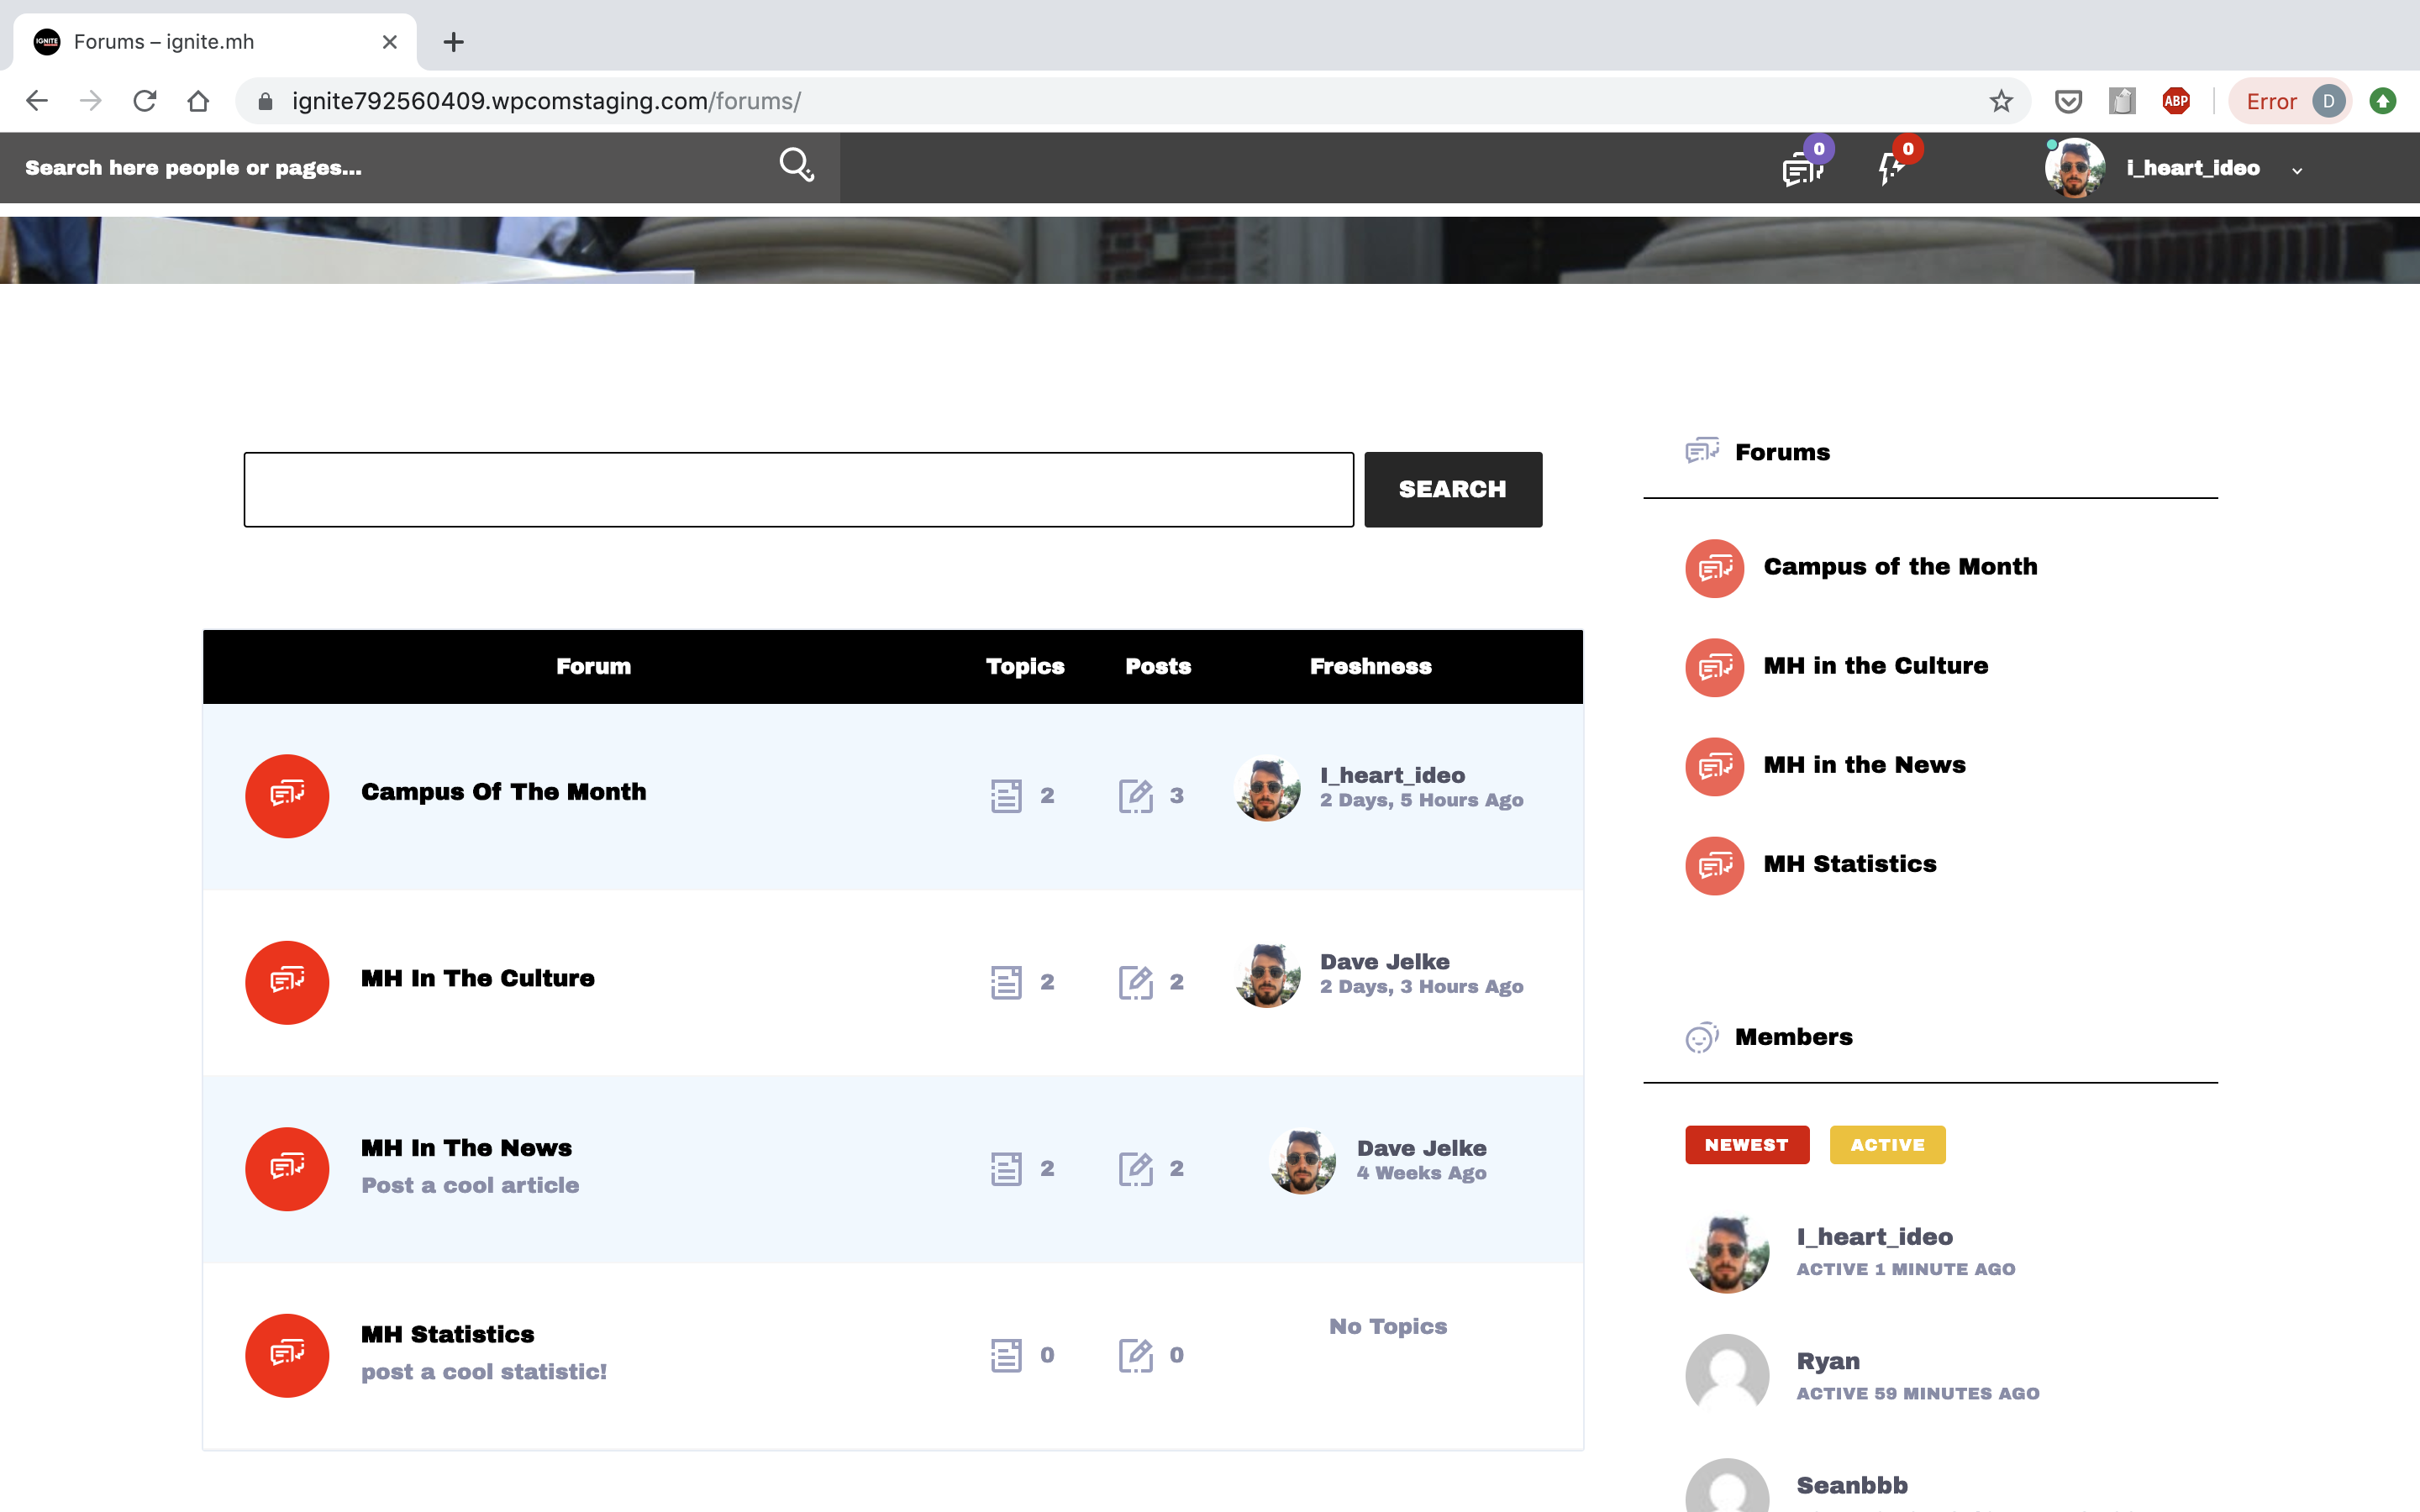 IGNITE
Forums – ignite.mh
ignite792560409.wpcomstaging.com/forums/
ABP
Error
D
Search here people or pages...
0
0
i_heart_ideo
SEARCH
Forum Topics Posts Freshness
Campus Of The Month
2
3
I_heart_ideo
2 Days, 5 Hours Ago
MH In The Culture
2
2
Dave Jelke
2 Days, 3 Hours Ago
MH In The News
Post a cool article
2
2
Dave Jelke
4 Weeks Ago
MH Statistics
post a cool statistic!
0
0
No Topics
Forums
Campus of the Month
MH in the Culture
MH in the News
MH Statistics
Members
NEWEST ACTIVE
I_heart_ideo
ACTIVE 1 MINUTE AGO
Ryan
ACTIVE 59 MINUTES AGO
Seanbbb